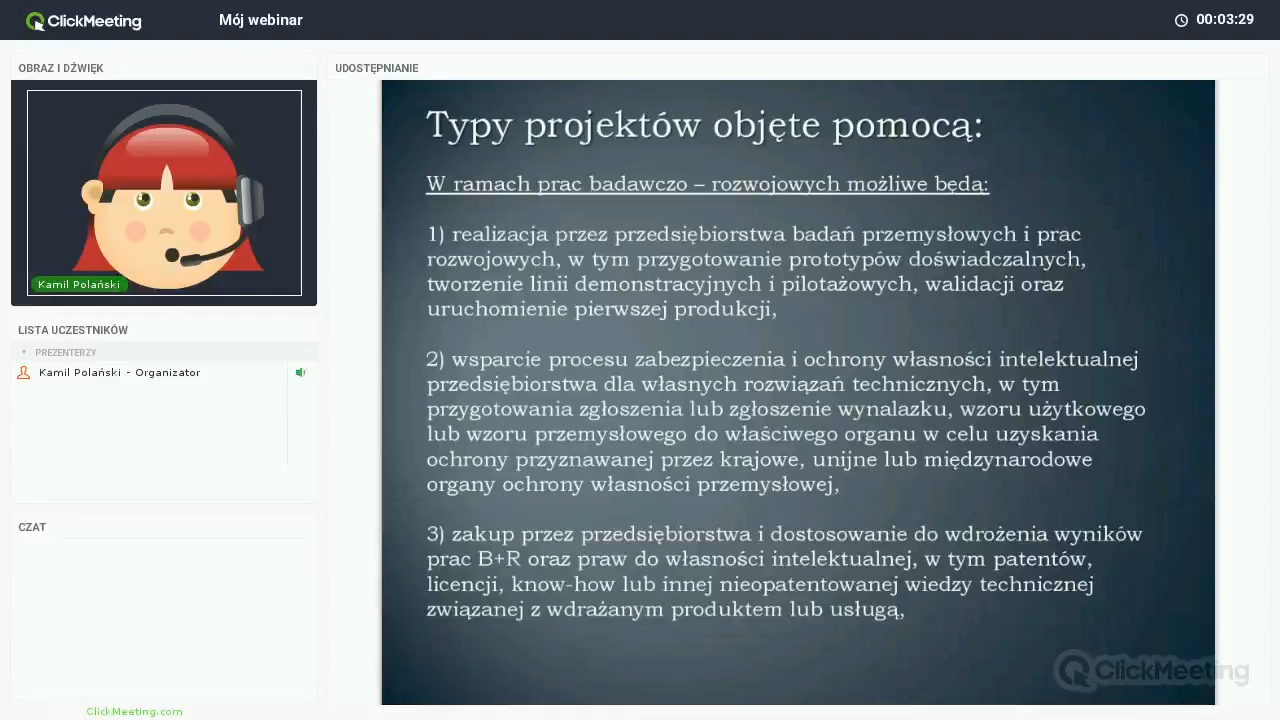 ClickMeeting
Mój webinar
00:03:29
OBRAZ I DŹWIĘK
Kamil Polański
LISTA UCZESTNIKÓW
PREZENTERZY
Kamil Polański - Organizator
CZAT
ClickMeeting.com
UDOSTĘPNIANIE
Typy projektów objęte pomocą:
W ramach prac badawczo – rozwojowych możliwe będą:
1) realizacja przez przedsiębiorstwa badań przemysłowych i prac
rozwojowych, w tym przygotowanie prototypów doświadczalnych,
tworzenie linii demonstracyjnych i pilotażowych, walidacji oraz
uruchomienie pierwszej produkcji,
2) wsparcie procesu zabezpieczenia i ochrony własności intelektualnej
przedsiębiorstwa dla własnych rozwiązań technicznych, w tym
przygotowania zgłoszenia lub zgłoszenie wynalazku, wzoru użytkowego
lub wzoru przemysłowego do właściwego organu w celu uzyskania
ochrony przyznawanej przez krajowe, unijne lub międzynarodowe
organy ochrony własności przemysłowej,
3) zakup przez przedsiębiorstwa i dostosowanie do wdrożenia wyników
prac B+R oraz praw do własności intelektualnej, w tym patentów,
licencji, know-how lub innej nieopatentowanej wiedzy technicznej
związanej z wdrażanym produktem lub usługą,
ClickMeeting